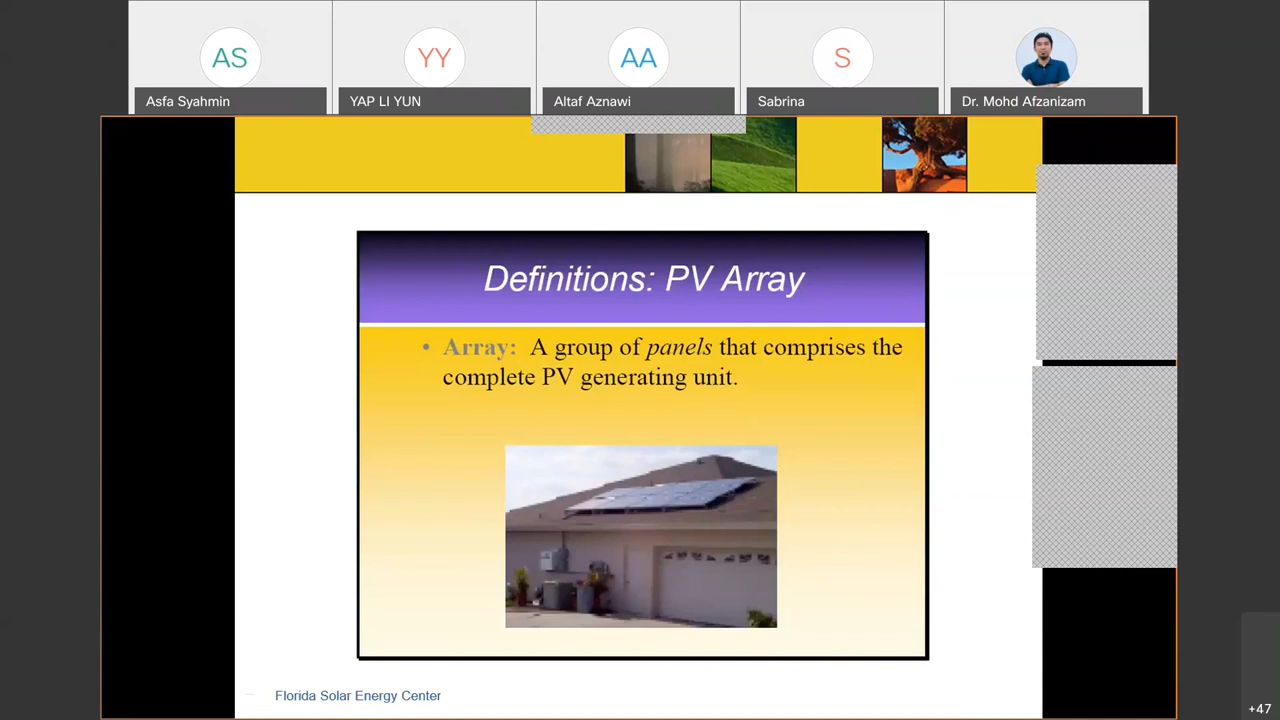 AS
YY
AA
S
Asfa Syahmin
YAP LI YUN
Altaf Aznawi
Sabrina
Dr. Mohd Afzanizam
Definitions: PV Array
• Array: A group of panels that comprises the
complete PV generating unit.
Florida Solar Energy Center
+47